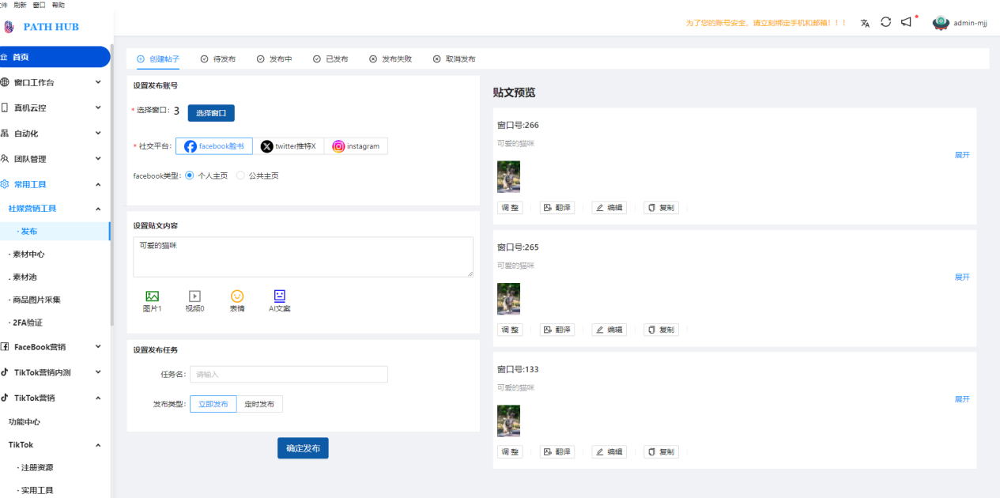 文件 刷新 窗口 帮助
PATH HUB
为了您的账号安全，请立刻绑定手机和邮箱！！！
admin-mjj
首页
窗口工作台
真机云控
自动化
团队管理
常用工具
社媒营销工具
· 发布
· 素材中心
. 素材池
· 商品图片采集
· 2FA验证
FaceBook营销
TikTok营销内测
TikTok营销
功能中心
TikTok
· 注册资源
· 实用工具
创建帖子 待发布 发布中 已发布 发布失败 取消发布
设置发布账号
* 选择窗口： 3 选择窗口
* 社交平台： facebook脸书 twitter推特X instagram
facebook类型： 个人主页 公共主页
设置贴文内容
可爱的猫咪
图片1 视频0 表情 AI文案
设置发布任务
任务名： 请输入
发布类型： 立即发布 定时发布
确定发布
贴文预览
窗口号:266
可爱的猫咪
展开
调 整 翻译 编辑 复制
窗口号:265
可爱的猫咪
展开
调 整 翻译 编辑 复制
窗口号:133
可爱的猫咪
展开
调 整 翻译 编辑 复制